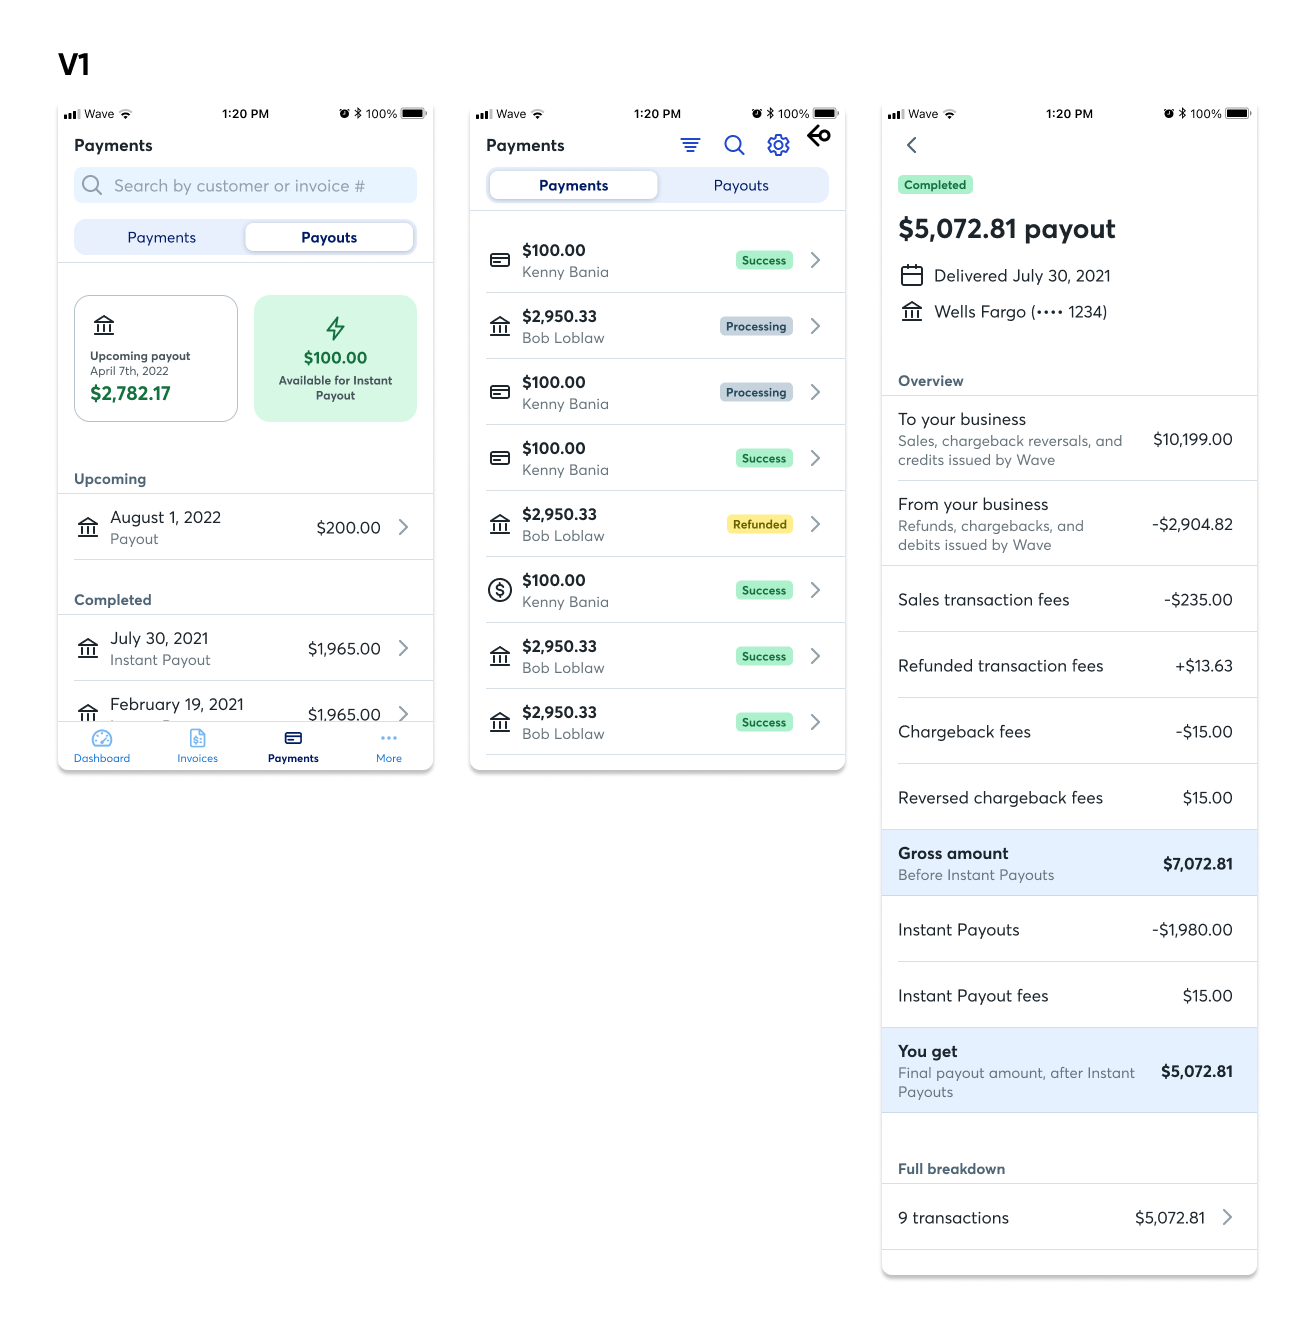 V1
Wave 1:20 PM 100%
Payments
Search by customer or invoice #
Payments Payouts
Upcoming payout
April 7th, 2022
$2,782.17
$100.00
Available for Instant
Payout
Upcoming
August 1, 2022
Payout
$200.00
Completed
July 30, 2021
Instant Payout
$1,965.00
February 19, 2021
$1,965.00
Dashboard Invoices Payments More
Wave 1:20 PM 100%
Payments
Payments Payouts
$100.00
Kenny Bania
Success
$2,950.33
Bob Loblaw
Processing
$100.00
Kenny Bania
Processing
$100.00
Kenny Bania
Success
$2,950.33
Bob Loblaw
Refunded
$100.00
Kenny Bania
Success
$2,950.33
Bob Loblaw
Success
$2,950.33
Bob Loblaw
Success
Wave 1:20 PM 100%
Completed
$5,072.81 payout
Delivered July 30, 2021
Wells Fargo (•••• 1234)
Overview
To your business
Sales, chargeback reversals, and
credits issued by Wave
$10,199.00
From your business
Refunds, chargebacks, and
debits issued by Wave
-$2,904.82
Sales transaction fees -$235.00
Refunded transaction fees +$13.63
Chargeback fees -$15.00
Reversed chargeback fees $15.00
Gross amount
Before Instant Payouts
$7,072.81
Instant Payouts -$1,980.00
Instant Payout fees $15.00
You get
Final payout amount, after Instant
Payouts
$5,072.81
Full breakdown
9 transactions $5,072.81